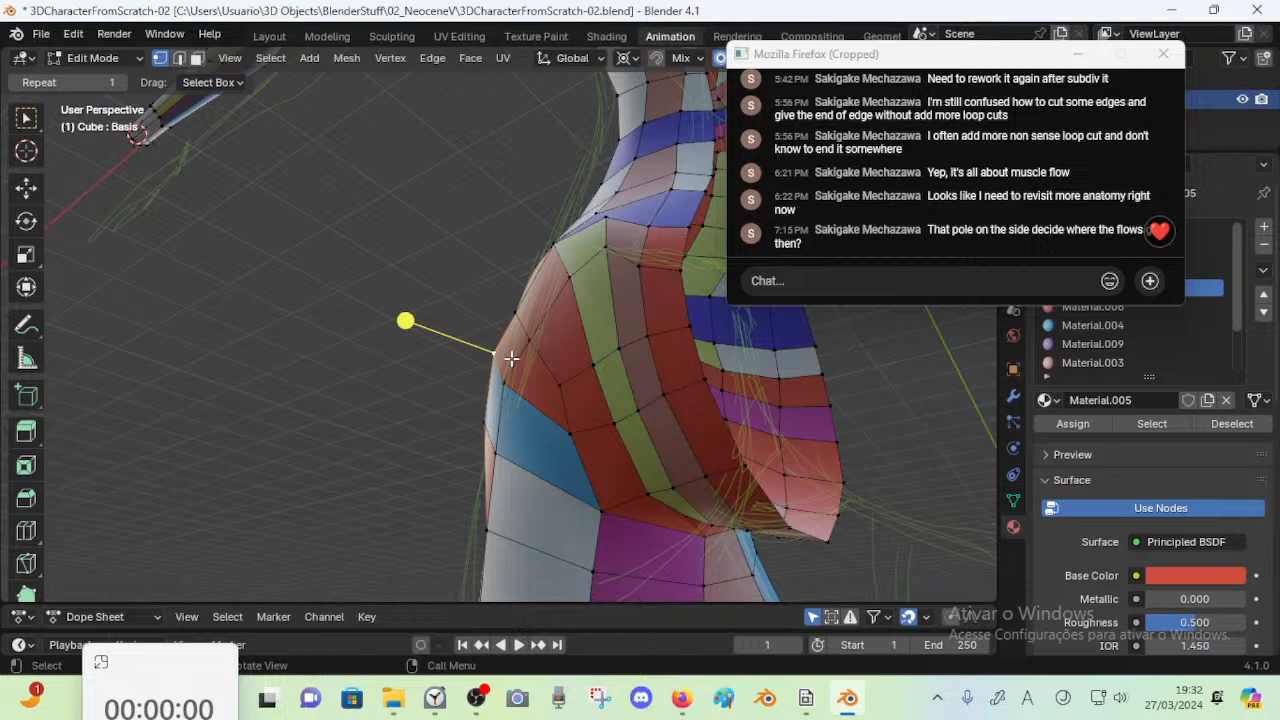 * 3DCharacterFromScratch-02 [C:\Users\Usuario\3D Objects\BlenderStuff\02_NeoceneV\3DCharacterFromScratch-02.blend] - Blender 4.1
File Edit Render Window Help Layout Modeling Sculpting UV Editing Texture Paint Shading Animation Rendering Compositing Geomet Scene ViewLayer
Edit Mode View Select Add Mesh Vertex Edge Face UV Global Mix
Repeat 1 Drag: Select Box
User Perspective
(1) Cube : Basis
Mozilla Firefox (Cropped)
S 5:42 PM Sakigake Mechazawa Need to rework it again after subdiv it
S 5:56 PM Sakigake Mechazawa I'm still confused how to cut some edges and
give the end of edge without add more loop cuts
S 5:56 PM Sakigake Mechazawa I often add more non sense loop cut and don't
know to end it somewhere
S 6:21 PM Sakigake Mechazawa Yep, it's all about muscle flow
S 6:22 PM Sakigake Mechazawa Looks like I need to revisit more anatomy right
now
S 7:15 PM Sakigake Mechazawa That pole on the side decide where the flows
then?
Chat...
05
Material.004
Material.009
Material.003
Material.005
Assign Select Deselect
Preview
Surface
Use Nodes
Surface Principled BSDF
Base Color
Metallic 0.000
Roughness 0.500
IOR 1.450
Dope Sheet View Select Marker Channel Key
Playba 1 Start 1 End 250
Ativar o Windows
Acesse Configurações para ativar o Windows.
Select otate View Call Menu 4.1.0
00:00:00
1
19:32
27/03/2024
PRE